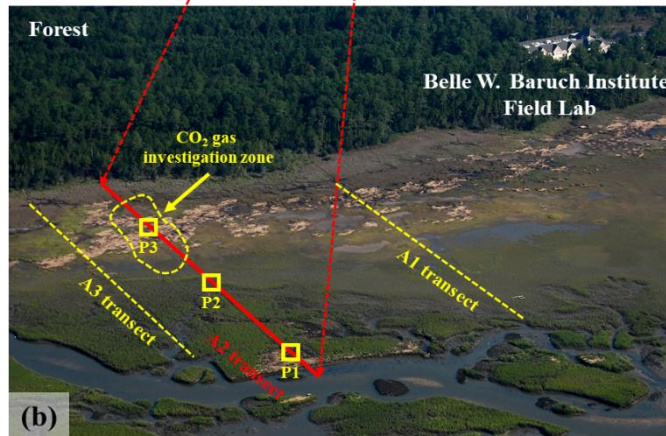 Forest
Belle W. Baruch Institute
Field Lab
CO₂ gas
investigation zone
P3
P2
P1
A3 transect
A2 transect
A1 transect
(b)